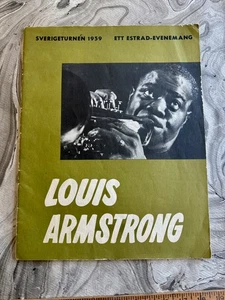 SVERIGETURNÉN 1959 ETT ESTRAD-EVENEMANG
LOUIS
ARMSTRONG